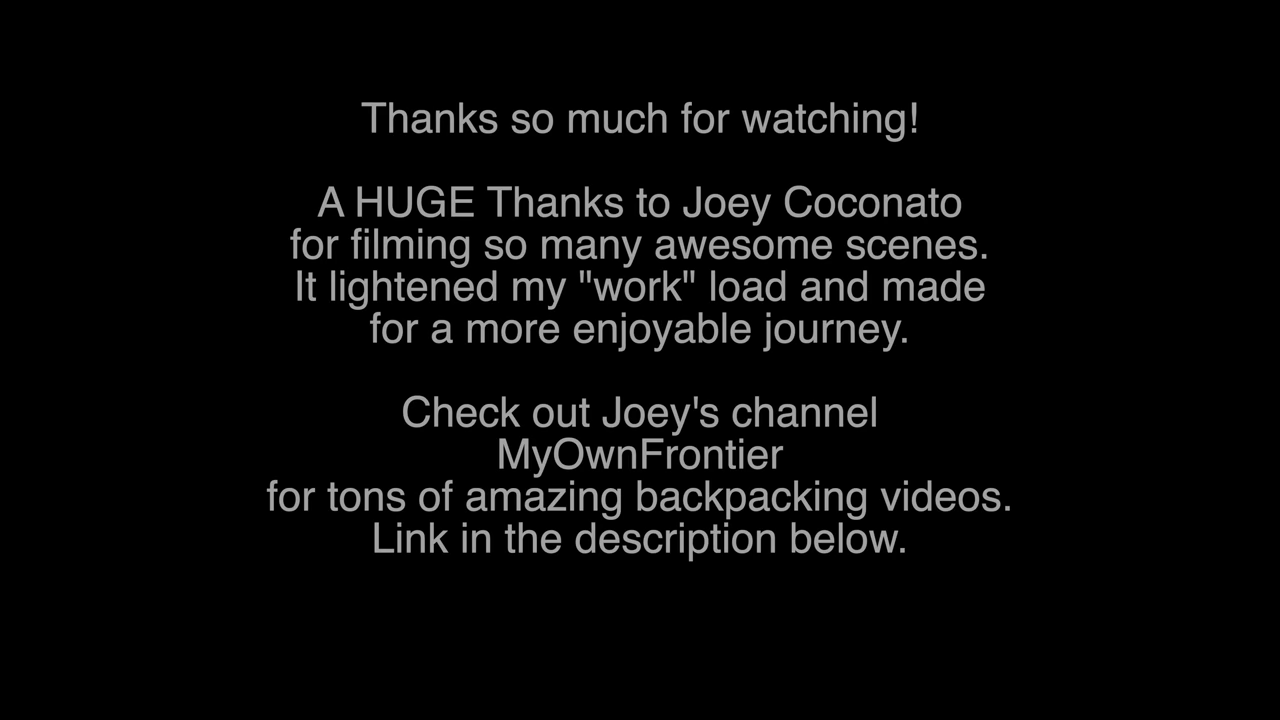 Thanks so much for watching!
A HUGE Thanks to Joey Coconato
for filming so many awesome scenes.
It lightened my "work" load and made
for a more enjoyable journey.
Check out Joey's channel
MyOwnFrontier
for tons of amazing backpacking videos.
Link in the description below.